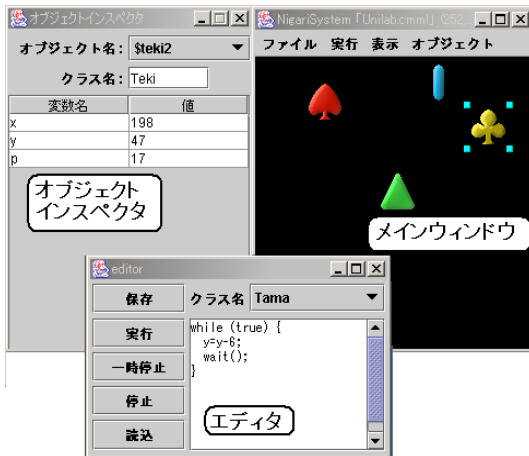 オブジェクトインスペクタ
オブジェクト名: $teki2
クラス名: Teki
変数名 値
x 198
y 47
p 17
オブジェクト
インスペクタ
NigariSystem 「Unilab.cmml」 (252...
ファイル 実行 表示 オブジェクト
メインウィンドウ
editor
保存
実行
一時停止
停止
読込
クラス名 Tama
while (true) {
y=y-6;
wait();
}
エディタ